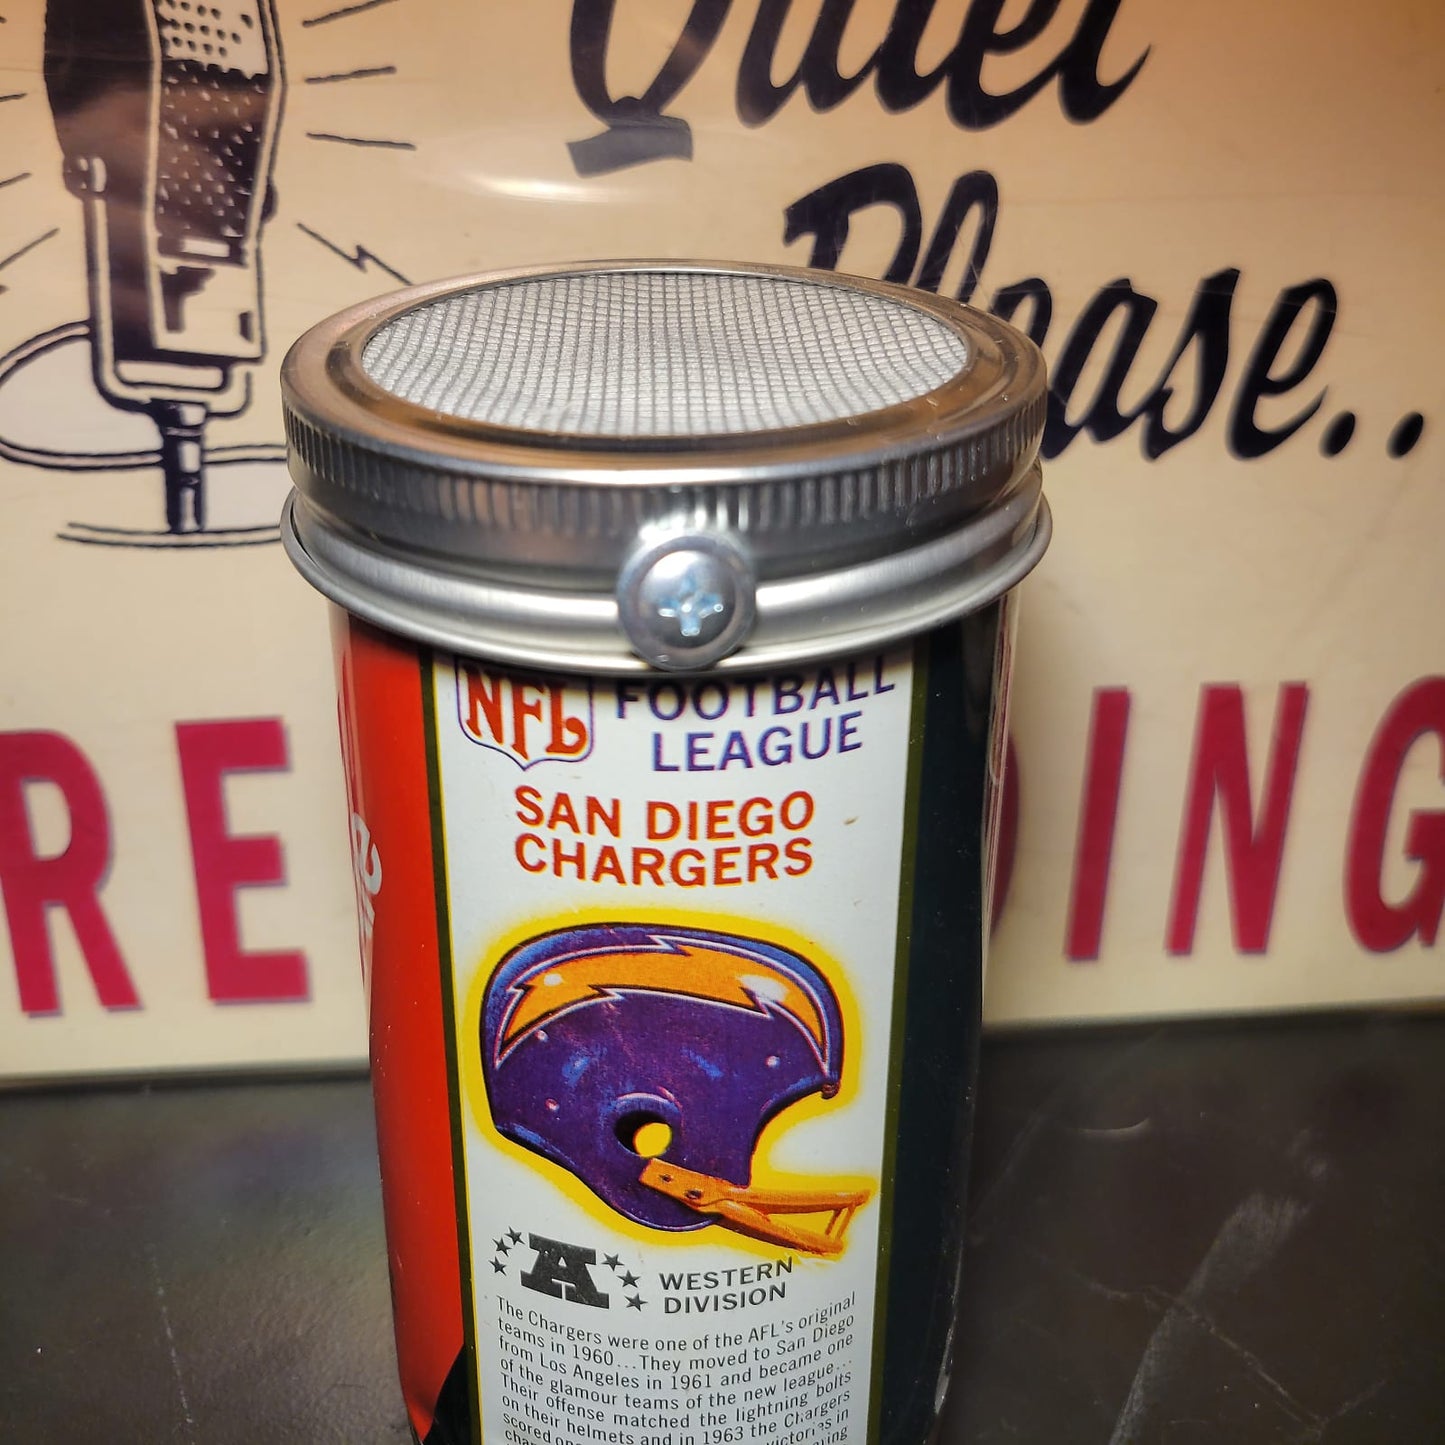 Quiet
Please..
RE DING
NFL
FOOTBALL
LEAGUE
SAN DIEGO
CHARGERS
A
WESTERN
DIVISION
The Chargers were one of the AFL's original
teams in 1960...They moved to San Diego
from Los Angeles in 1961 and became one
of the glamour teams of the new league...
Their offense matched the lightning bolts
on their helmets and in 1963 the Chargers
scored in